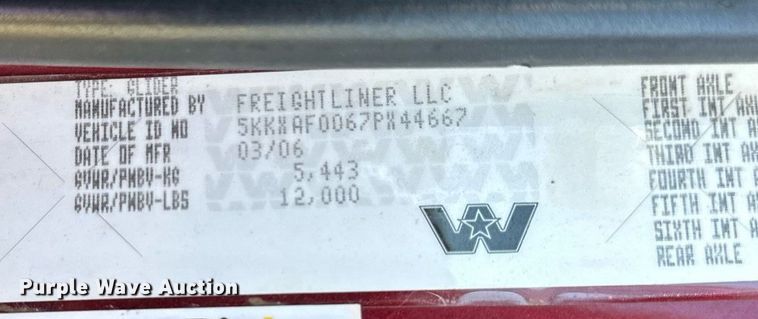 TYPE: GLIDER
MANUFACTURED BY FREIGHTLINER LLC
VEHICLE ID NO 5KKXAF0067PX44667
DATE OF MFR 03/06
GVWR/PNBV-KG 5,443
GVWR/PNBV-LBS 12,000
FRONT AXLE
FIRST INT AXL
SECOND INT A
THIRD INT AX
FOURTH INT A
FIFTH INT AX
SIXTH INT AX
REAR AXLE
W
Purple Wave Auction